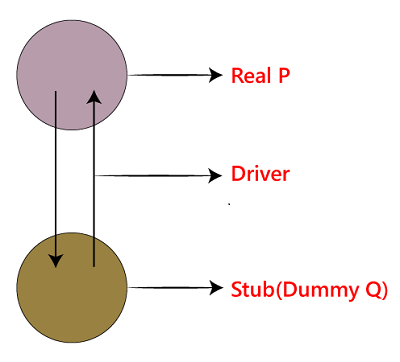 Real P
Driver
.
Stub(Dummy Q)